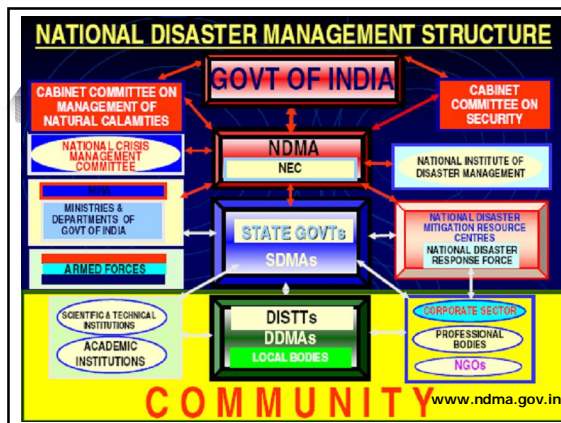 NATIONAL DISASTER MANAGEMENT STRUCTURE
GOVT OF INDIA
CABINET COMMITTEE ON
MANAGEMENT OF
NATURAL CALAMITIES
CABINET
COMMITTEE ON
SECURITY
NATIONAL CRISIS
MANAGEMENT
COMMITTEE
NDMA
NEC
NATIONAL INSTITUTE OF
DISASTER MANAGEMENT
MHA
MINISTRIES &
DEPARTMENTS OF
GOVT OF INDIA
STATE GOVTs
SDMAs
NATIONAL DISASTER
MITIGATION RESOURCE
CENTRES
NATIONAL DISASTER
RESPONSE FORCE
ARMED FORCES
SCIENTIFIC & TECHNICAL
INSTITUTIONS
ACADEMIC
INSTITUTIONS
DISTTs
DDMAs
LOCAL BODIES
CORPORATE SECTOR
PROFESSIONAL
BODIES
NGOs
COMMUNITY
www.ndma.gov.in